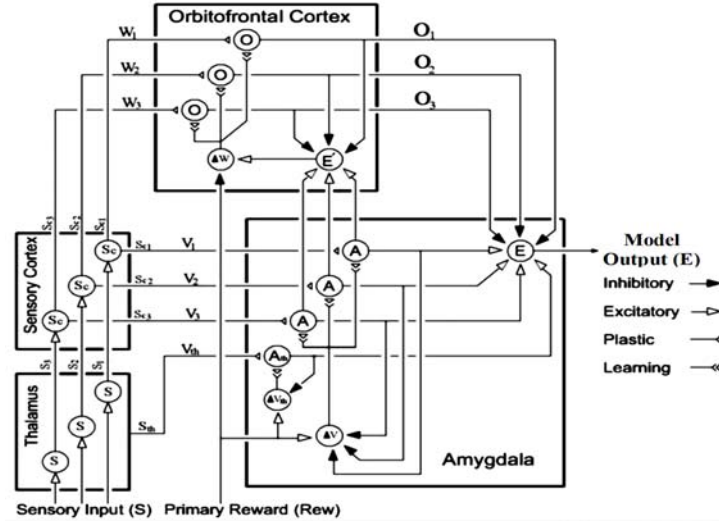 Orbitofrontal Cortex
W1
O
O1
W2
O
O2
W3
O
O3
ΔW
E'
Sc3
Sc2
Sc1
Sensory Cortex
Sc
Sc1
V1
A
E
Model
Output (E)
Sc
Sc2
V2
A
Inhibitory
Sc
Sc3
V3
A
Excitatory
Plastic
Vth
Ath
Learning
S3
S2
S1
Thalamus
S
ΔVth
S
Sth
ΔV
S
Amygdala
Sensory Input (S)
Primary Reward (Rew)